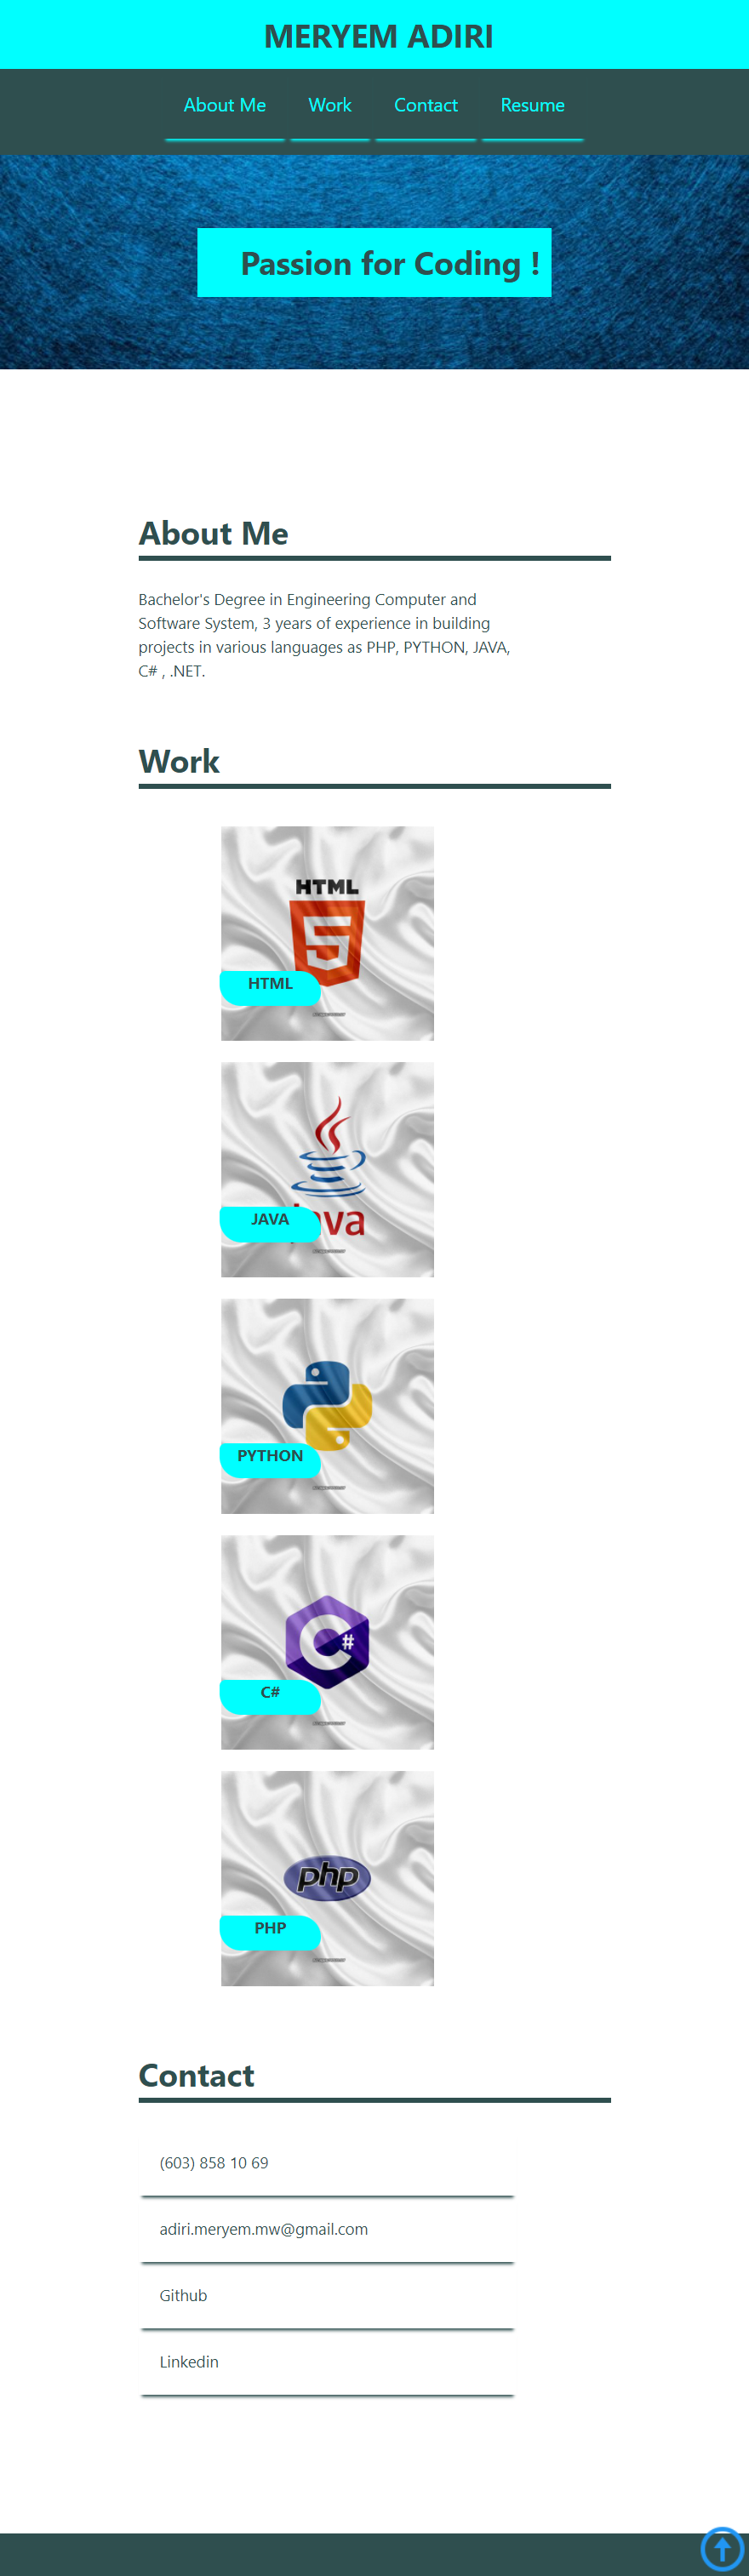 MERYEM ADIRI
About Me
Work
Contact
Resume
Passion for Coding !
About Me
Bachelor's Degree in Engineering Computer and
Software System, 3 years of experience in building
projects in various languages as PHP, PYTHON, JAVA,
C# , .NET.
Work
HTML
5
HTML
Java
JAVA
PYTHON
C#
C#
php
PHP
Contact
(603) 858 10 69
adiri.meryem.mw@gmail.com
Github
Linkedin